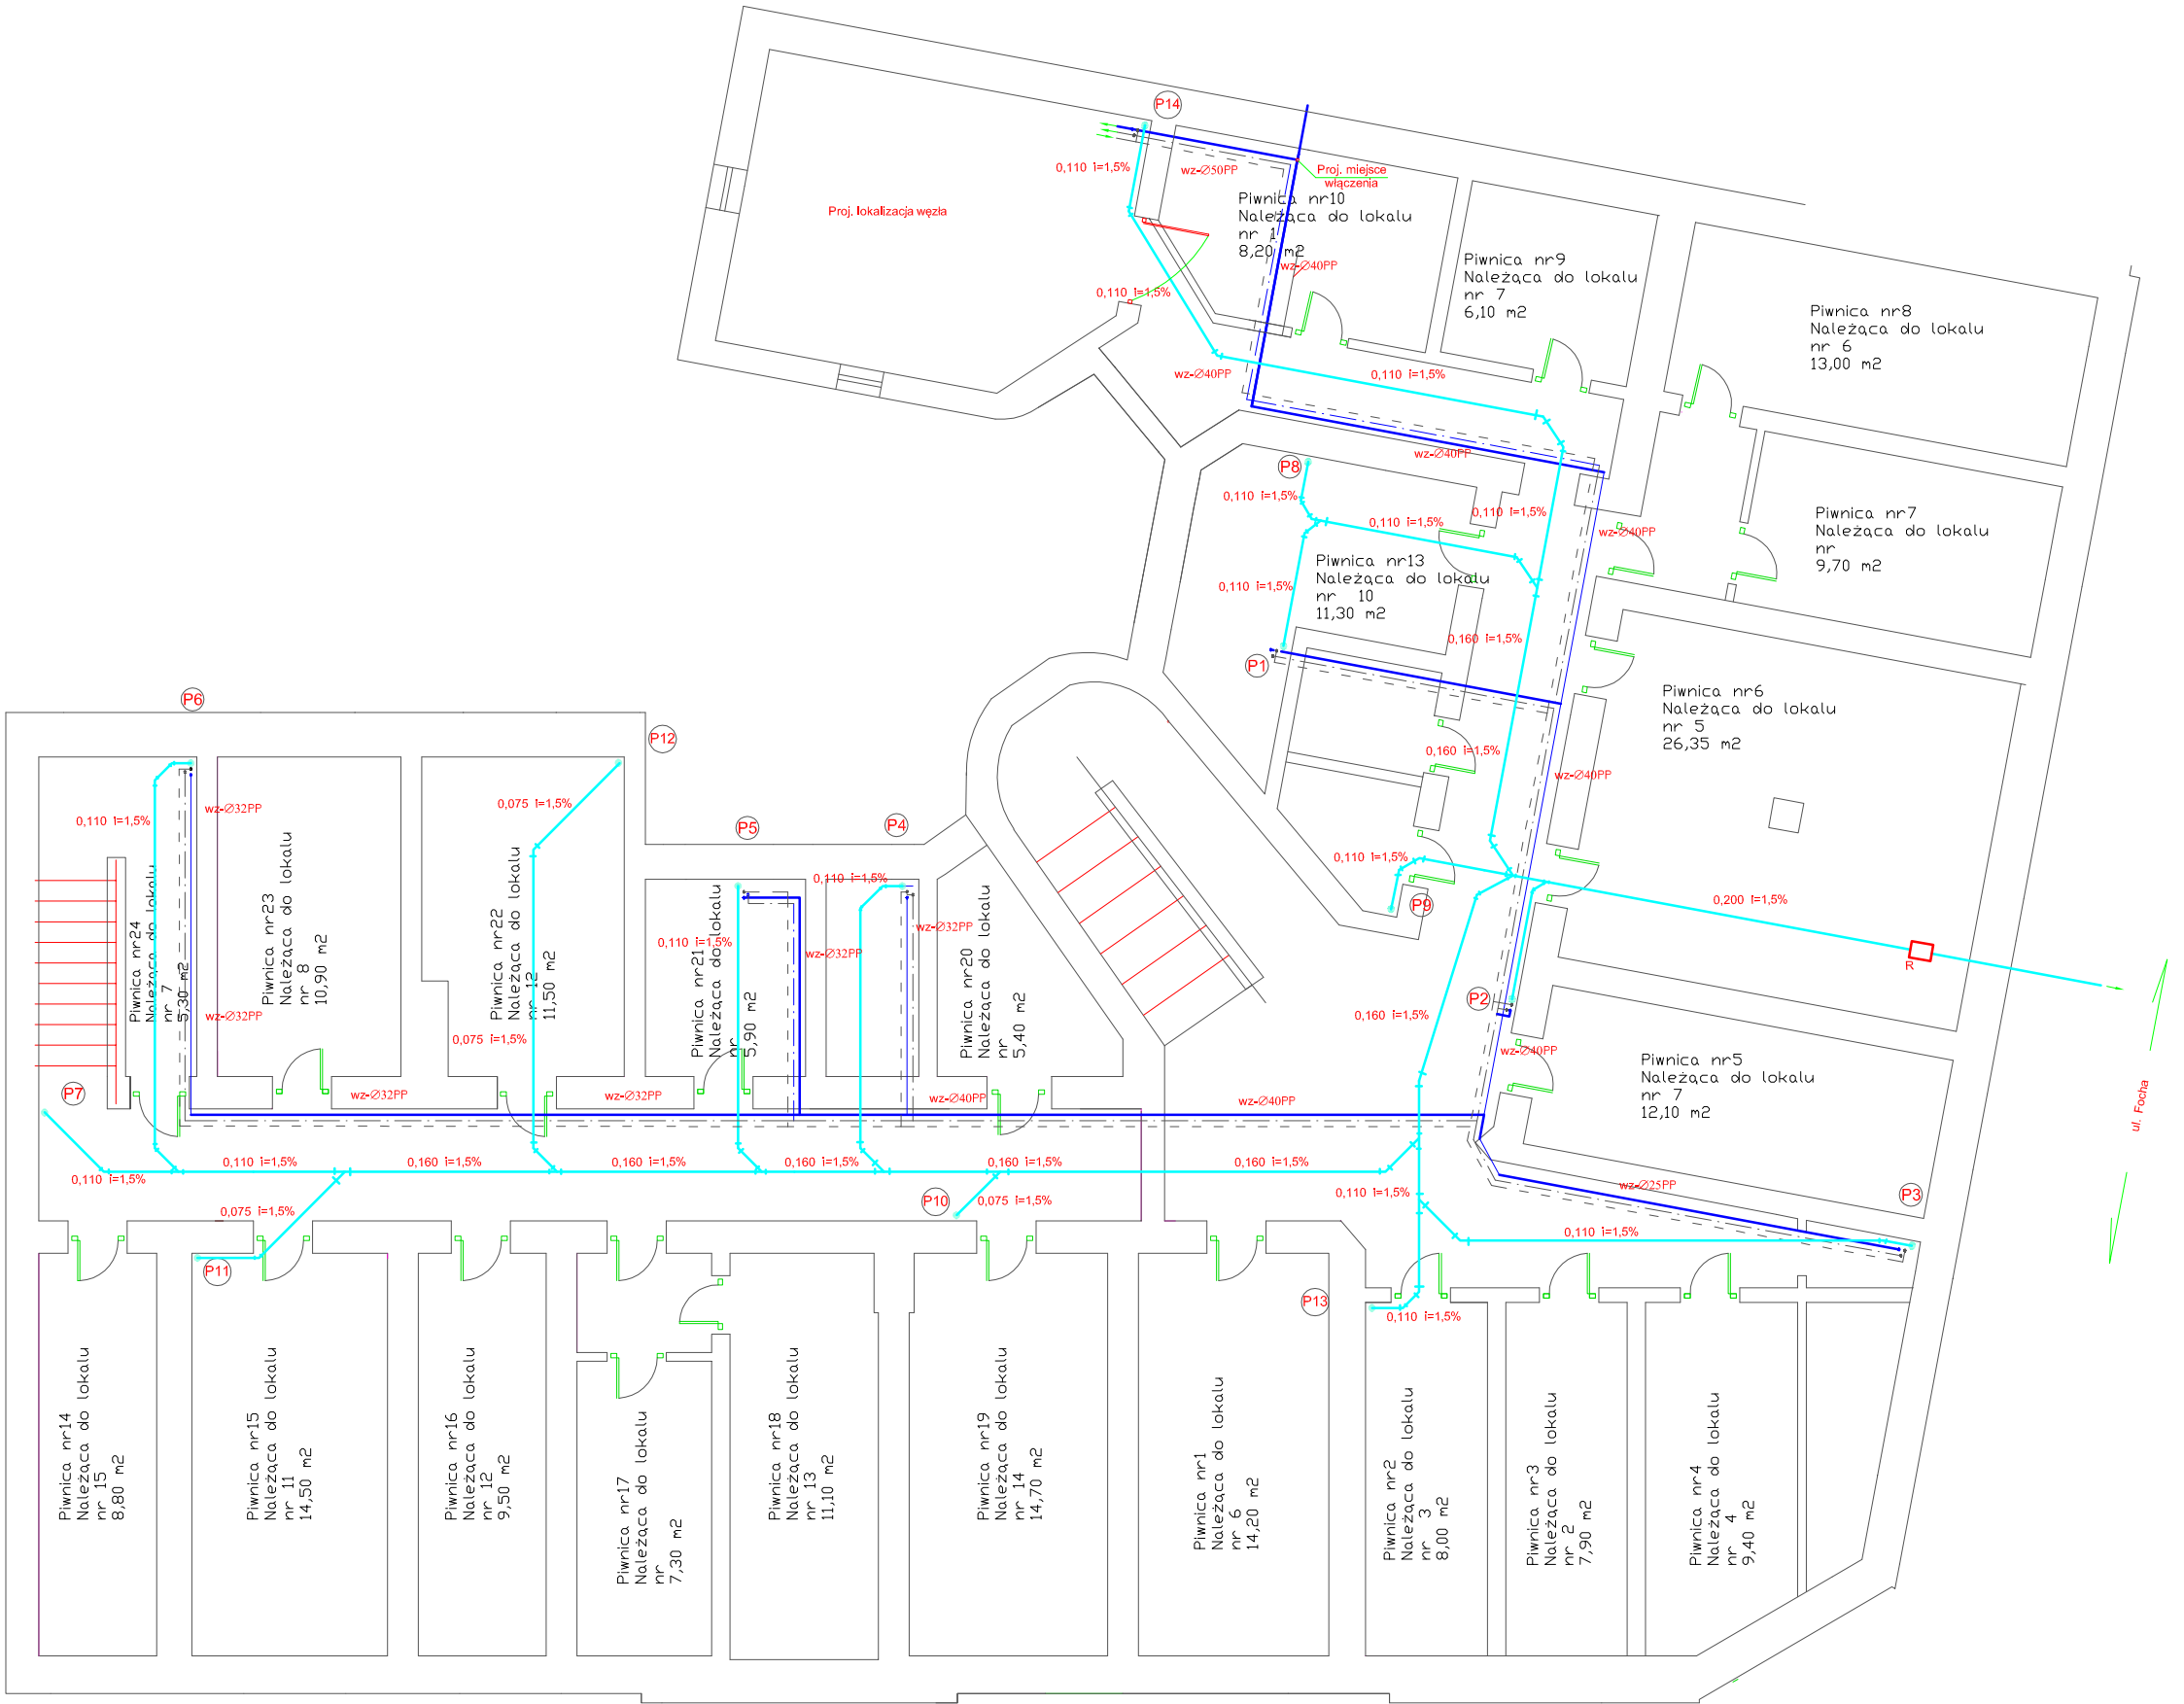 P14
0,110 i=1,5%
wz-Ø50PP
Proj. miejsce
włączenia
Proj. lokalizacja węzła
Piwnica nr10
Należąca do lokalu
nr 1
8,20 m2
wz-Ø40PP
0,110 i=1,5%
Piwnica nr9
Należąca do lokalu
nr 7
6,10 m2
Piwnica nr8
Należąca do lokalu
nr 6
13,00 m2
wz-Ø40PP
0,110 i=1,5%
wz-Ø40PP
P8
0,110 i=1,5%
0,110 i=1,5%
0,110 i=1,5%
wz-Ø40PP
Piwnica nr7
Należąca do lokalu
nr
9,70 m2
Piwnica nr13
Należąca do lokalu
nr 10
11,30 m2
0,110 i=1,5%
0,160 i=1,5%
P1
Piwnica nr6
Należąca do lokalu
nr 5
26,35 m2
0,160 i=1,5%
wz-Ø40PP
P6
P12
0,110 i=1,5%
wz-Ø32PP
0,075 i=1,5%
P5
P4
0,110 i=1,5%
0,110 i=1,5%
0,200 i=1,5%
P9
R
Piwnica nr24
Należąca do lokalu
nr 7
5,30 m2
Piwnica nr23
Należąca do lokalu
nr 8
10,90 m2
Piwnica nr22
Należąca do lokalu
nr 12
11,50 m2
0,110 i=1,5%
Piwnica nr21
Należąca do lokalu
nr
5,90 m2
wz-Ø32PP
wz-Ø32PP
Piwnica nr20
Należąca do lokalu
nr
5,40 m2
wz-Ø32PP
0,075 i=1,5%
P2
0,160 i=1,5%
wz-Ø40PP
Piwnica nr5
Należąca do lokalu
nr 7
12,10 m2
ul. Focha
P7
wz-Ø32PP
wz-Ø32PP
wz-Ø40PP
wz-Ø40PP
0,110 i=1,5%
0,110 i=1,5%
0,160 i=1,5%
0,160 i=1,5%
0,160 i=1,5%
0,160 i=1,5%
0,160 i=1,5%
wz-Ø25PP
P3
0,110 i=1,5%
P10
0,075 i=1,5%
0,075 i=1,5%
0,110 i=1,5%
P11
P13
0,110 i=1,5%
Piwnica nr14
Należąca do lokalu
nr 15
8,80 m2
Piwnica nr15
Należąca do lokalu
nr 11
14,50 m2
Piwnica nr16
Należąca do lokalu
nr 12
9,50 m2
Piwnica nr17
Należąca do lokalu
nr
7,30 m2
Piwnica nr18
Należąca do lokalu
nr 13
11,10 m2
Piwnica nr19
Należąca do lokalu
nr 14
14,70 m2
Piwnica nr1
Należąca do lokalu
nr 6
14,20 m2
Piwnica nr2
Należąca do lokalu
nr 3
8,00 m2
Piwnica nr3
Należąca do lokalu
nr 2
7,90 m2
Piwnica nr4
Należąca do lokalu
nr 4
9,40 m2